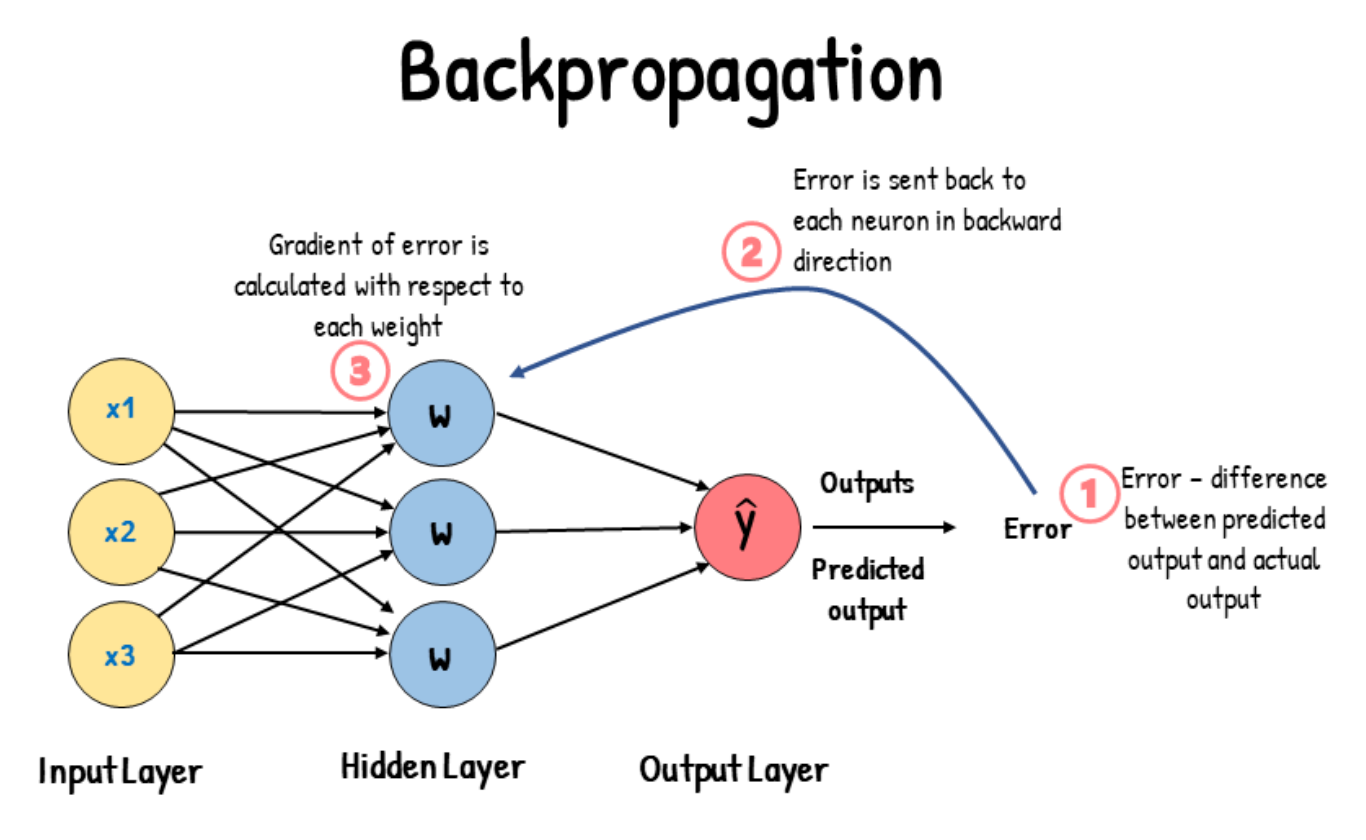 Backpropagation
Error is sent back to
each neuron in backward
direction
2
Gradient of error is
calculated with respect to
each weight
3
x1
x2
x3
w
w
w
ŷ
Outputs
Predicted
output
Error
1
Error - difference
between predicted
output and actual
output
Input Layer
Hidden Layer
Output Layer